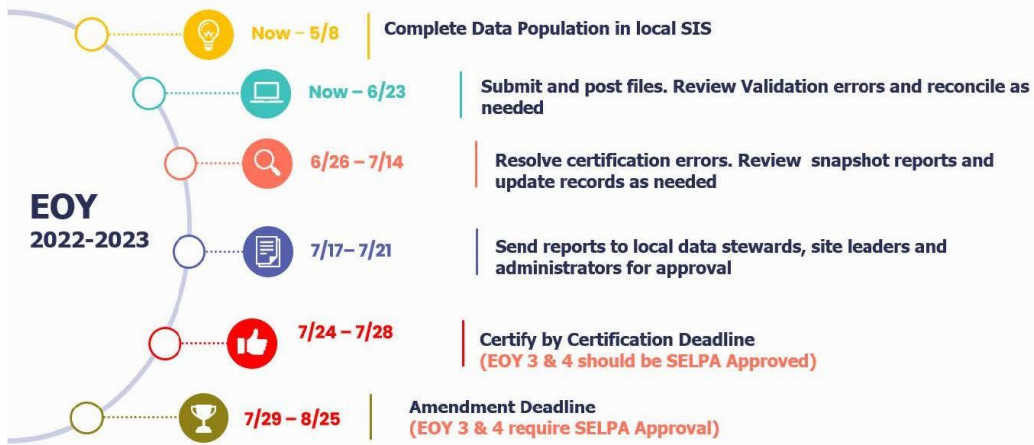 EOY
2022-2023
Now – 5/8
Complete Data Population in local SIS
Now – 6/23
Submit and post files. Review Validation errors and reconcile as
needed
6/26 – 7/14
Resolve certification errors. Review  snapshot reports and
update records as needed
7/17– 7/21
Send reports to local data stewards, site leaders and
administrators for approval
7/24 – 7/28
Certify by Certification Deadline
(EOY 3 & 4 should be SELPA Approved)
7/29 – 8/25
Amendment Deadline
(EOY 3 & 4 require SELPA Approval)